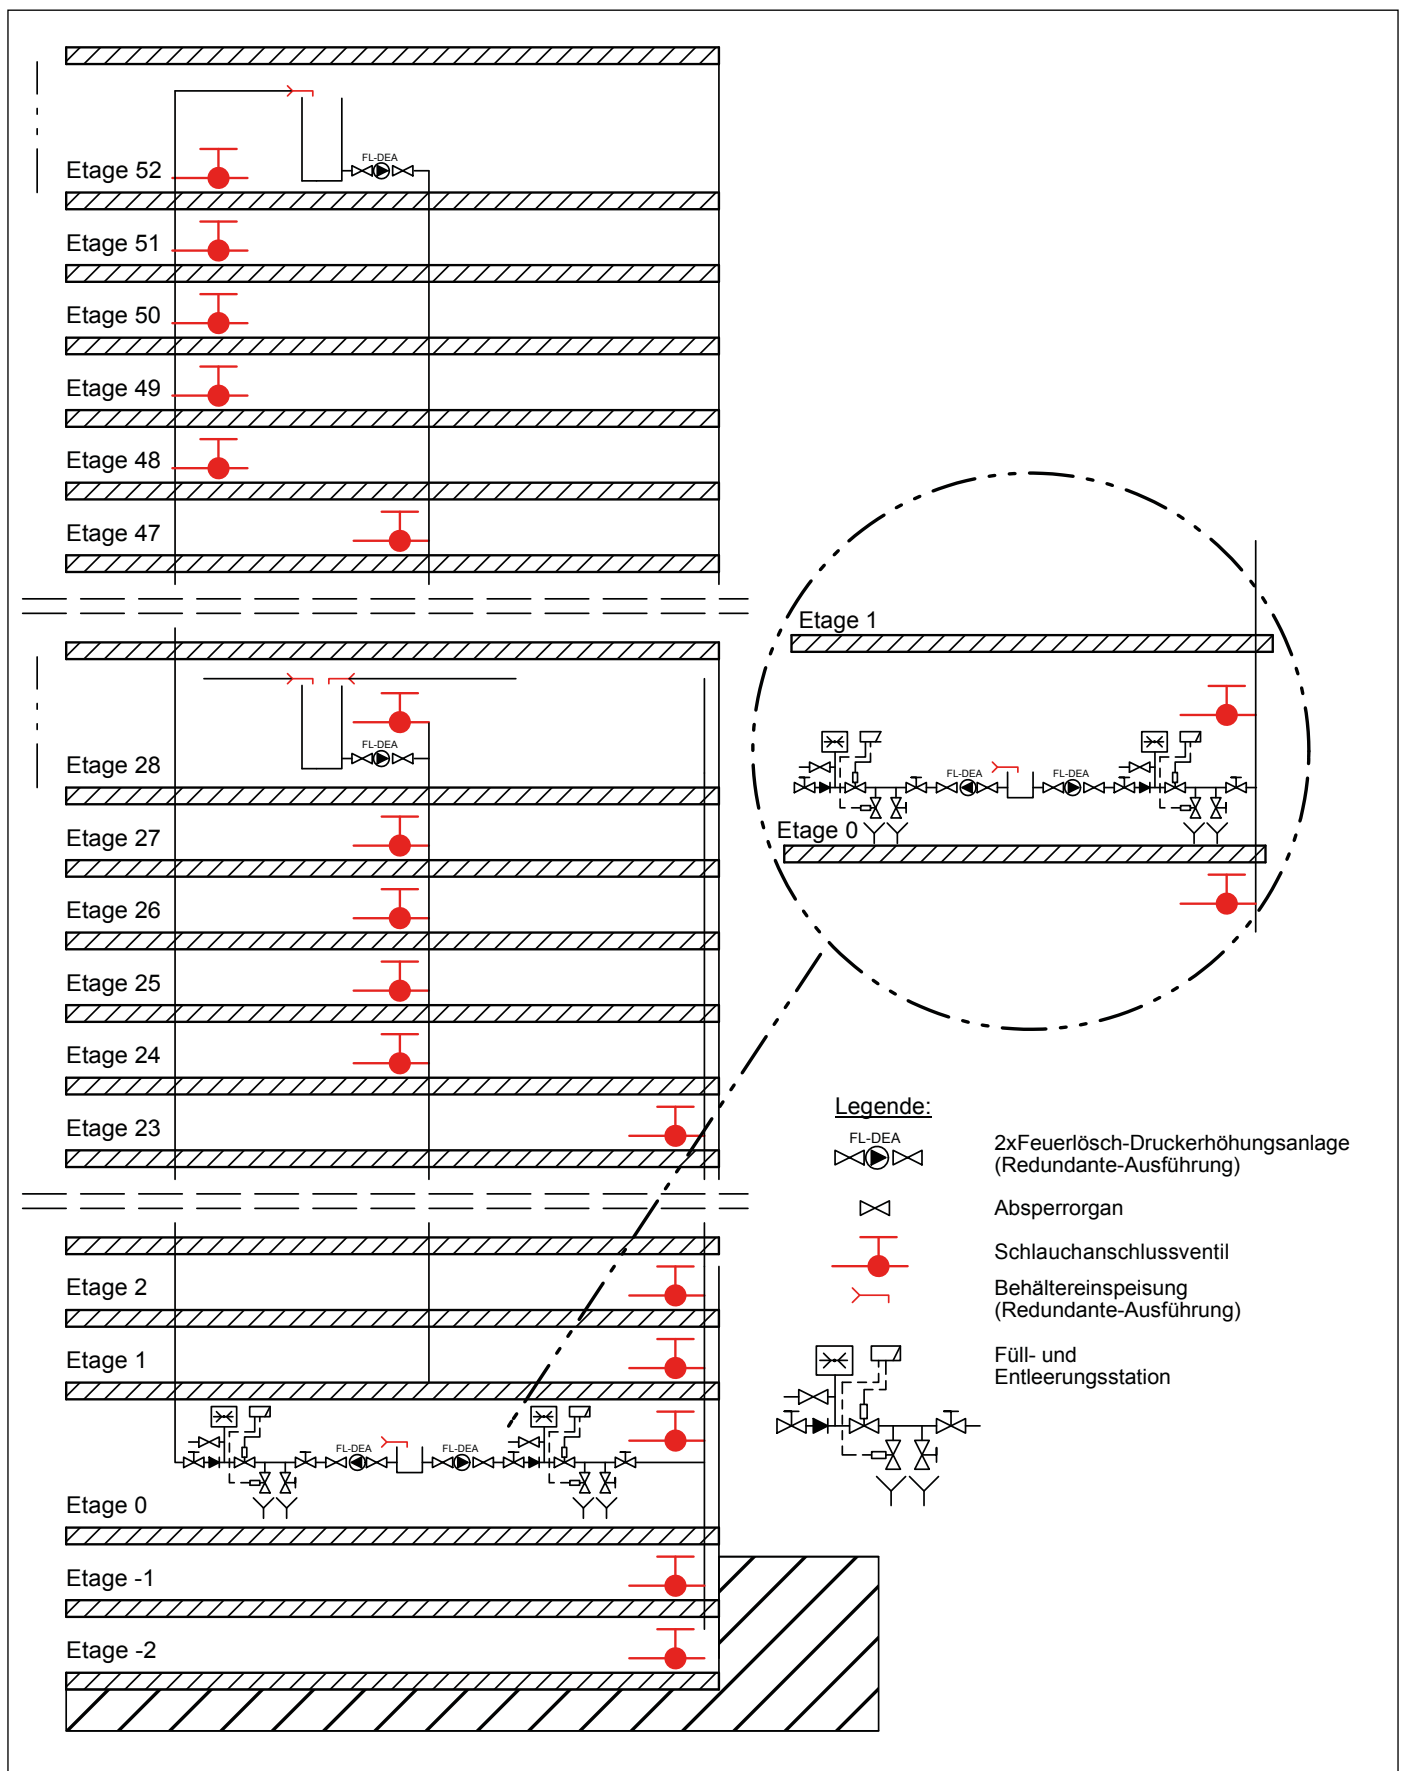 FL-DEA
Etage 52
Etage 51
Etage 50
Etage 49
Etage 48
Etage 47
FL-DEA
Etage 28
Etage 27
Etage 26
Etage 25
Etage 24
Etage 23
Etage 2
Etage 1
FL-DEA
FL-DEA
Etage 0
Etage -1
Etage -2
Etage 1
FL-DEA
FL-DEA
Etage 0
Legende:
FL-DEA
2xFeuerlösch-Druckerhöhungsanlage
(Redundante-Ausführung)
Absperrorgan
Schlauchanschlussventil
Behältereinspeisung
(Redundante-Ausführung)
Füll- und
Entleerungsstation